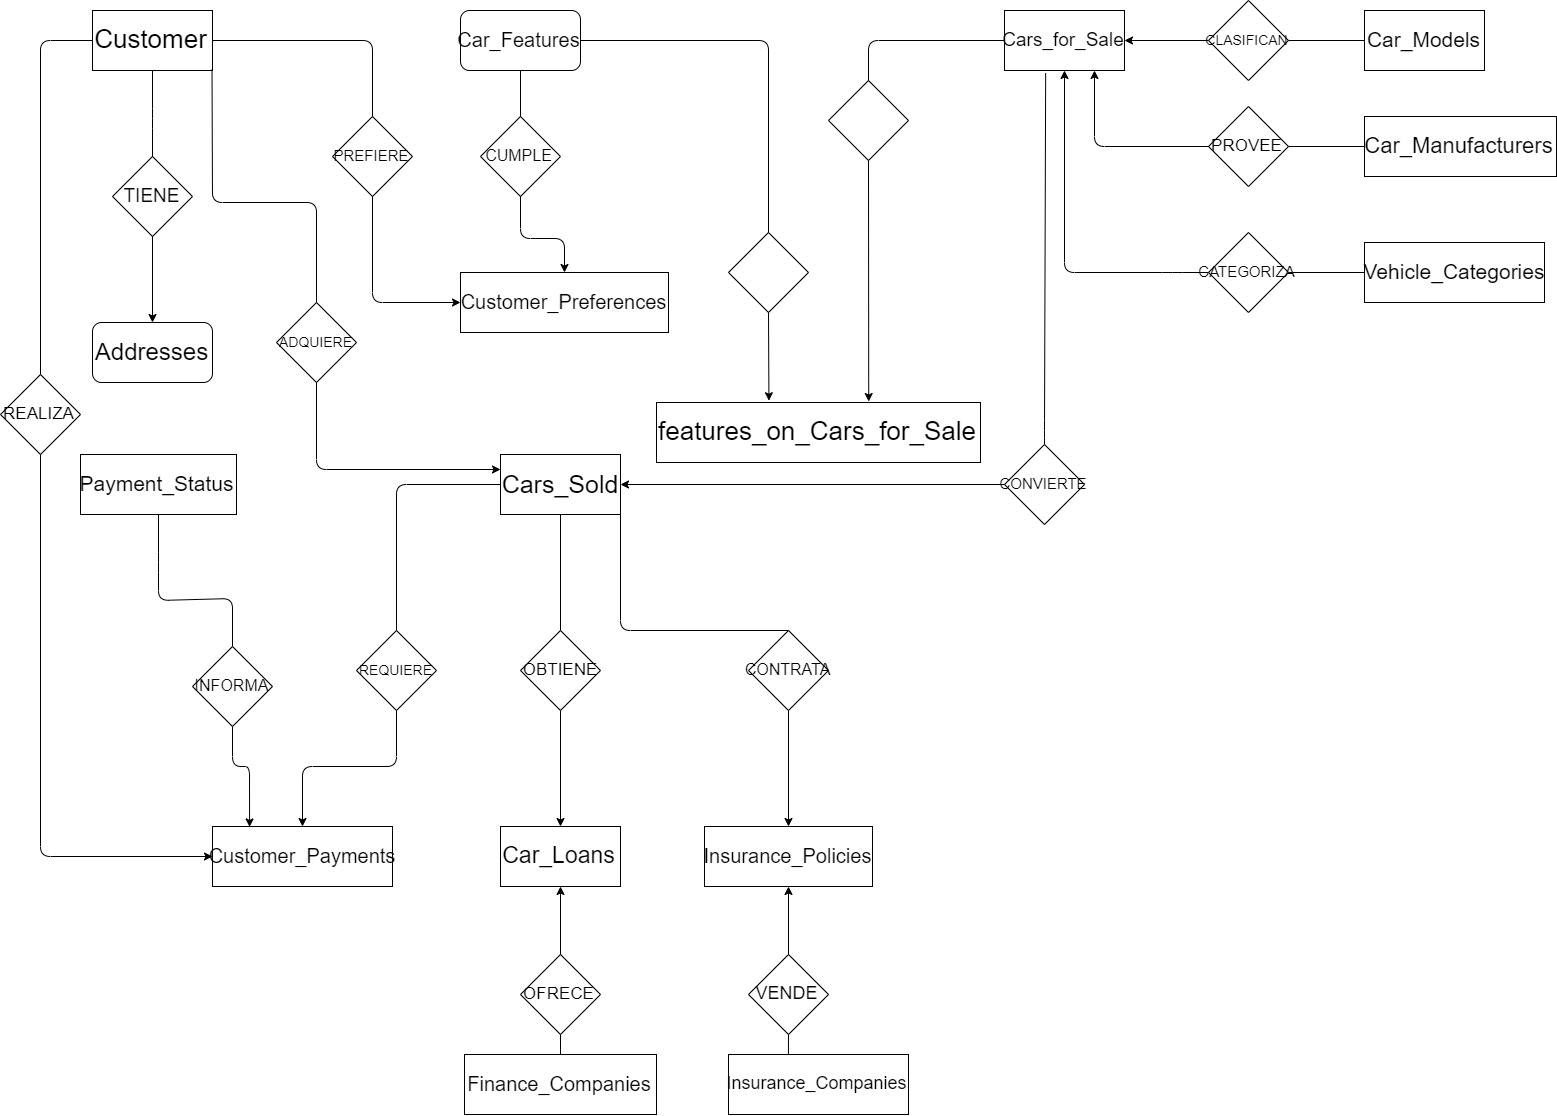 Customer
Car_Features
Cars_for_Sale
CLASIFICAN
Car_Models
PREFIERE
CUMPLE
PROVEE
Car_Manufacturers
TIENE
CATEGORIZA
Vehicle_Categories
Customer_Preferences
ADQUIERE
Addresses
REALIZA
features_on_Cars_for_Sale
Payment_Status
Cars_Sold
CONVIERTE
INFORMA
REQUIERE
OBTIENE
CONTRATA
Customer_Payments
Car_Loans
Insurance_Policies
OFRECE
VENDE
Finance_Companies
Insurance_Companies